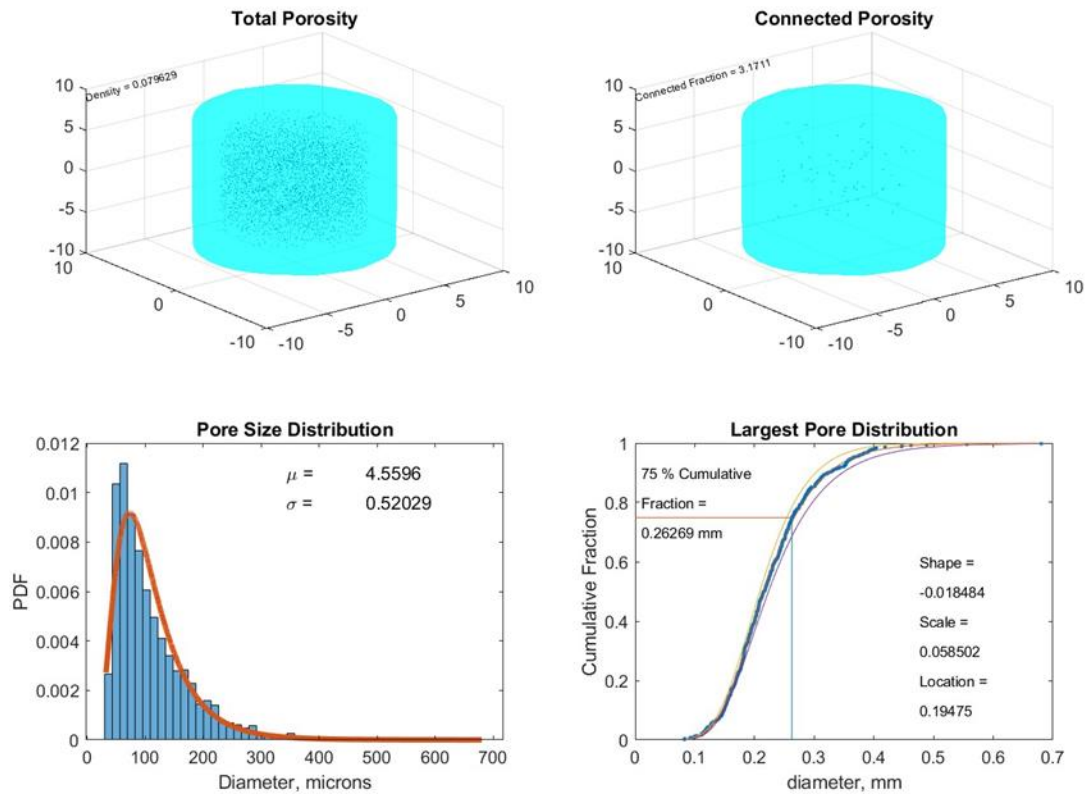 Total Porosity
Density = 0.079629
10
5
0
-5
-10
10
0
-10
-10
-5
0
5
10
Connected Porosity
Connected Fraction = 3.1711
10
5
0
-5
-10
10
0
-10
-10
-5
0
5
10
Pore Size Distribution
μ = 4.5596
σ = 0.52029
PDF
0.012
0.01
0.008
0.006
0.004
0.002
0
0 100 200 300 400 500 600 700
Diameter, microns
Largest Pore Distribution
75 % Cumulative
Fraction =
0.26269 mm
Shape =
-0.018484
Scale =
0.058502
Location =
0.19475
Cumulative Fraction
1
0.8
0.6
0.4
0.2
0
0 0.1 0.2 0.3 0.4 0.5 0.6 0.7
diameter, mm